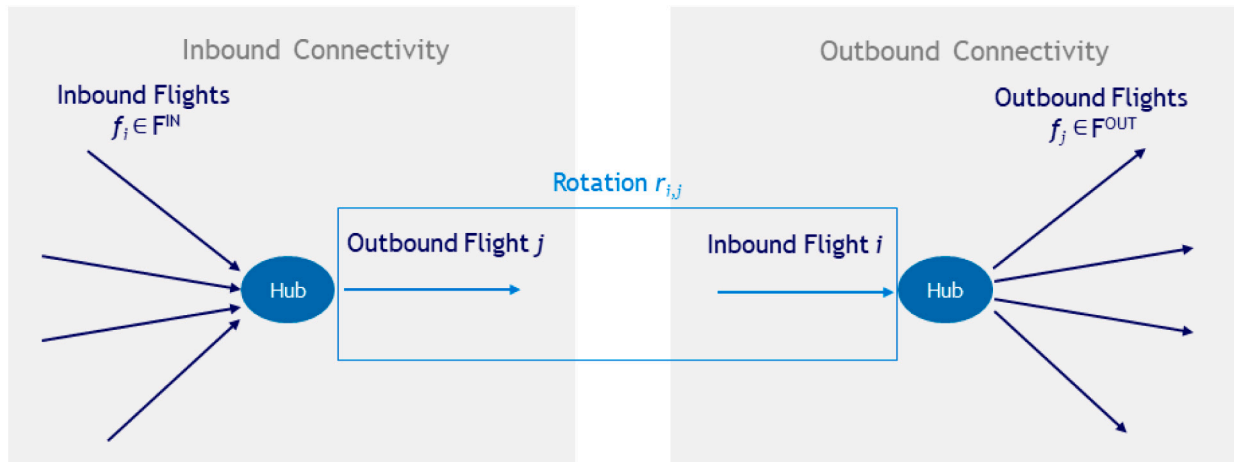 Inbound Connectivity
Inbound Flights
fᵢ ∈ Fᴵᴺ
Hub
Outbound Flight j
Rotation rᵢ,ⱼ
Inbound Flight i
Hub
Outbound Connectivity
Outbound Flights
fⱼ ∈ Fᴼᵁᵀ